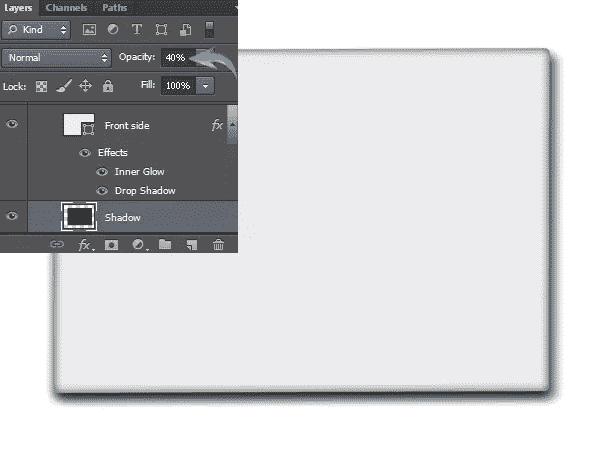 Layers Channels Paths
Kind
Normal Opacity: 40%
Lock: Fill: 100%
Front side fx
Effects
Inner Glow
Drop Shadow
Shadow
fx